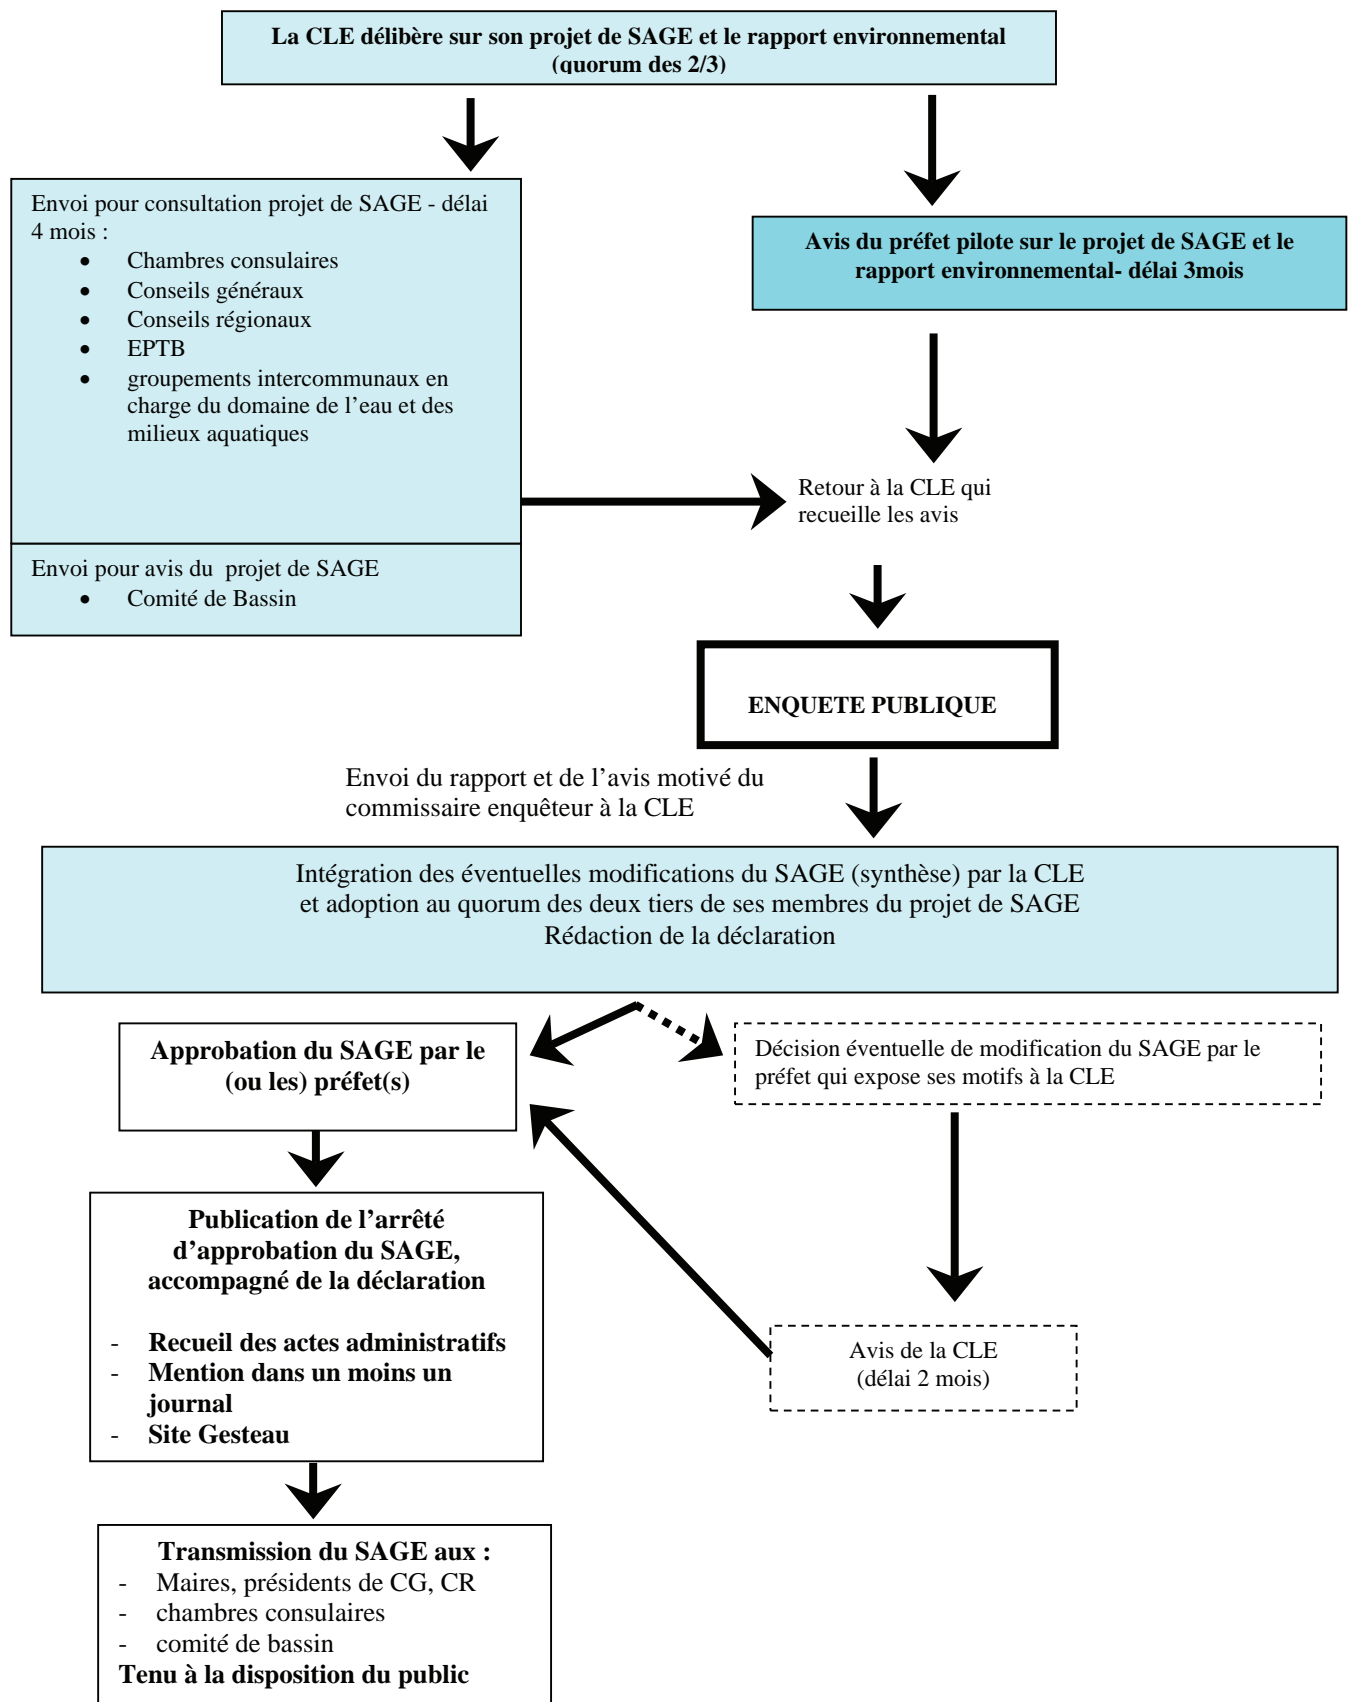 La CLE délibère sur son projet de SAGE et le rapport environnemental
(quorum des 2/3)
Envoi pour consultation projet de SAGE - délai
4 mois :
• Chambres consulaires
• Conseils généraux
• Conseils régionaux
• EPTB
• groupements intercommunaux en
charge du domaine de l’eau et des
milieux aquatiques
Envoi pour avis du projet de SAGE
• Comité de Bassin
Avis du préfet pilote sur le projet de SAGE et le
rapport environnemental- délai 3mois
Retour à la CLE qui
recueille les avis
ENQUETE PUBLIQUE
Envoi du rapport et de l’avis motivé du
commissaire enquêteur à la CLE
Intégration des éventuelles modifications du SAGE (synthèse) par la CLE
et adoption au quorum des deux tiers de ses membres du projet de SAGE
Rédaction de la déclaration
Approbation du SAGE par le
(ou les) préfet(s)
Décision éventuelle de modification du SAGE par le
préfet qui expose ses motifs à la CLE
Publication de l’arrêté
d’approbation du SAGE,
accompagné de la déclaration
- Recueil des actes administratifs
- Mention dans un moins un
journal
- Site Gesteau
Avis de la CLE
(délai 2 mois)
Transmission du SAGE aux :
- Maires, présidents de CG, CR
- chambres consulaires
- comité de bassin
Tenu à la disposition du public